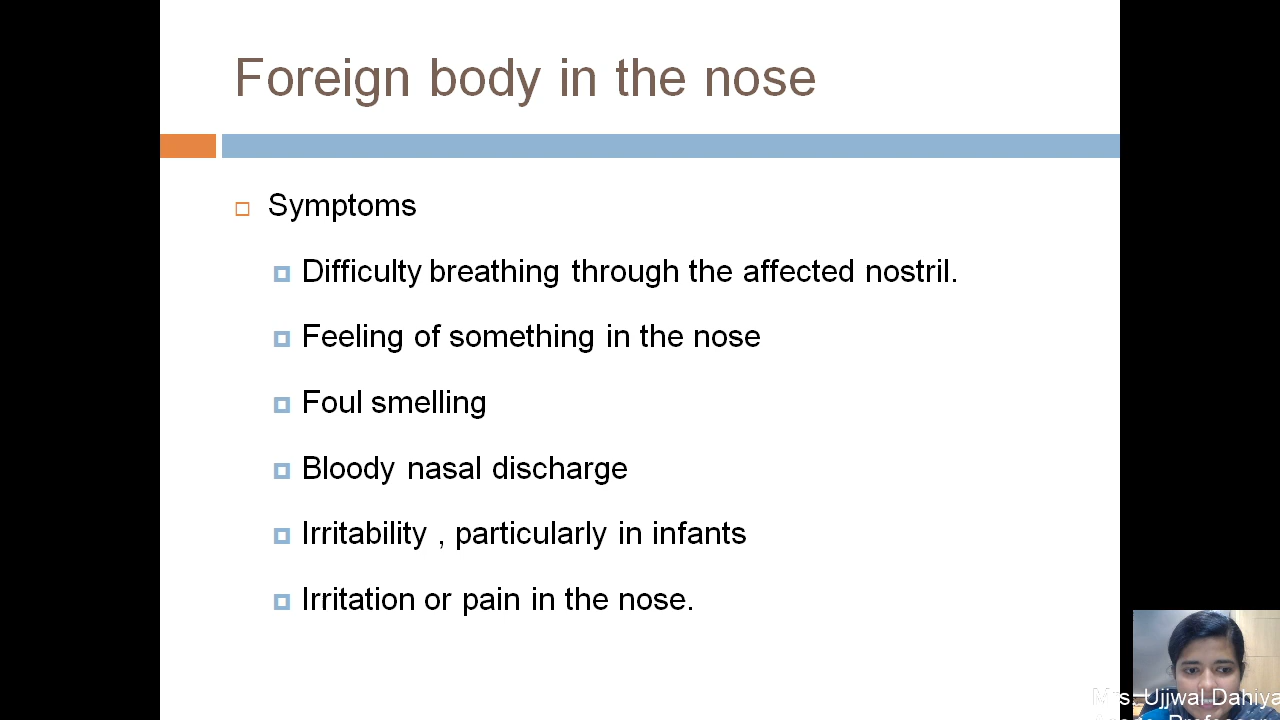 Foreign body in the nose
Symptoms
Difficulty breathing through the affected nostril.
Feeling of something in the nose
Foul smelling
Bloody nasal discharge
Irritability , particularly in infants
Irritation or pain in the nose.
Mrs. Ujjwal Dahiya